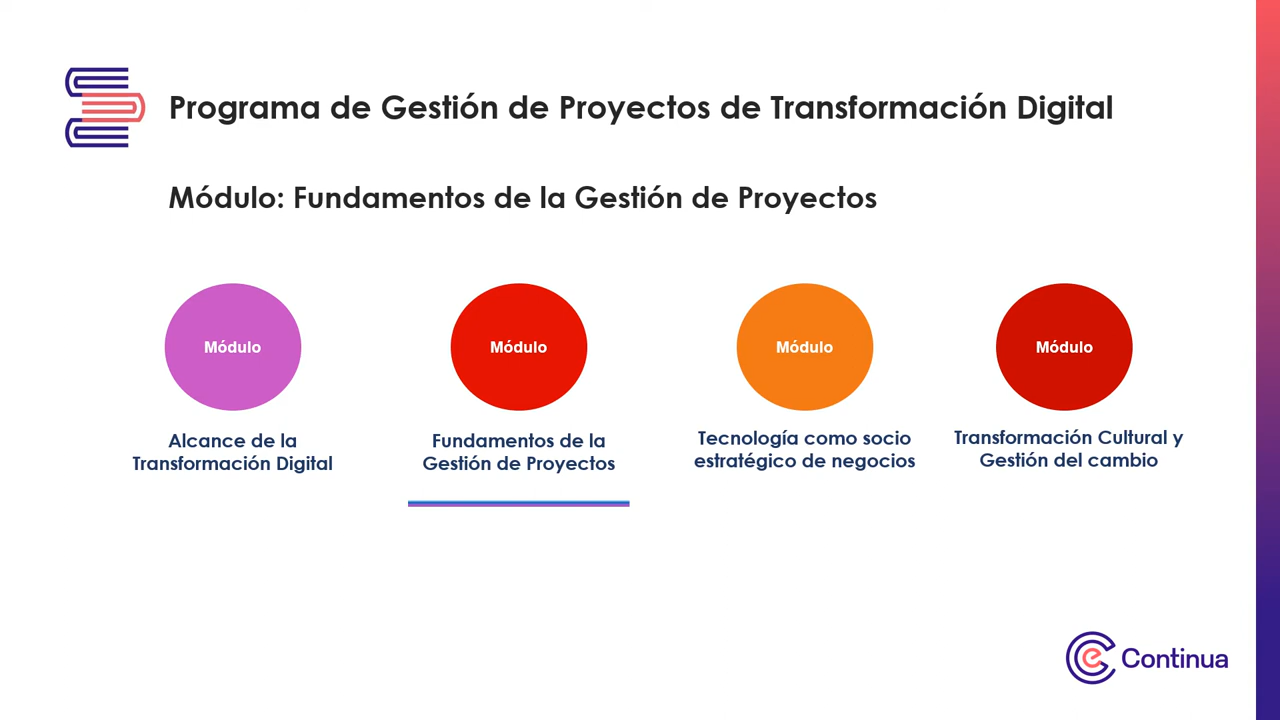 Programa de Gestión de Proyectos de Transformación Digital
Módulo: Fundamentos de la Gestión de Proyectos
Módulo
Módulo
Módulo
Módulo
Alcance de la
Transformación Digital
Fundamentos de la
Gestión de Proyectos
Tecnología como socio
estratégico de negocios
Transformación Cultural y
Gestión del cambio
e Continua